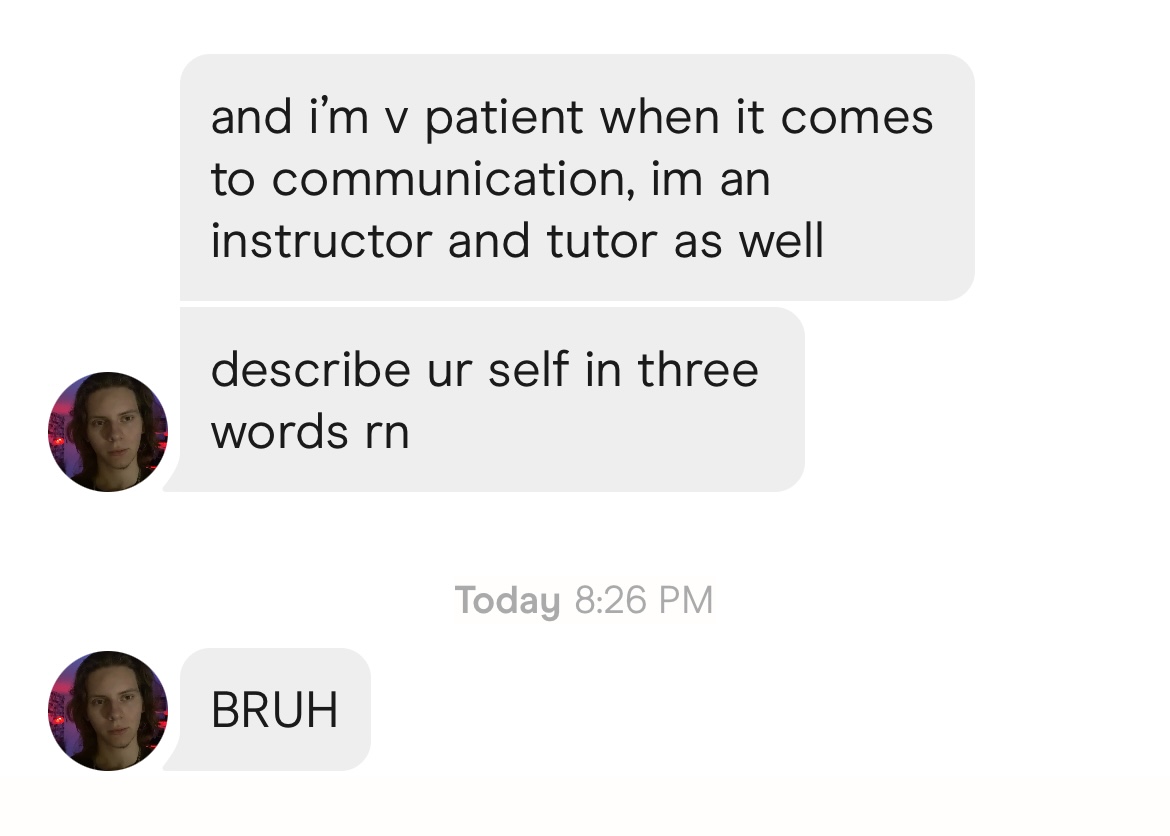 and i’m v patient when it comes
to communication, im an
instructor and tutor as well
describe ur self in three
words rn
Today 8:26 PM
BRUH